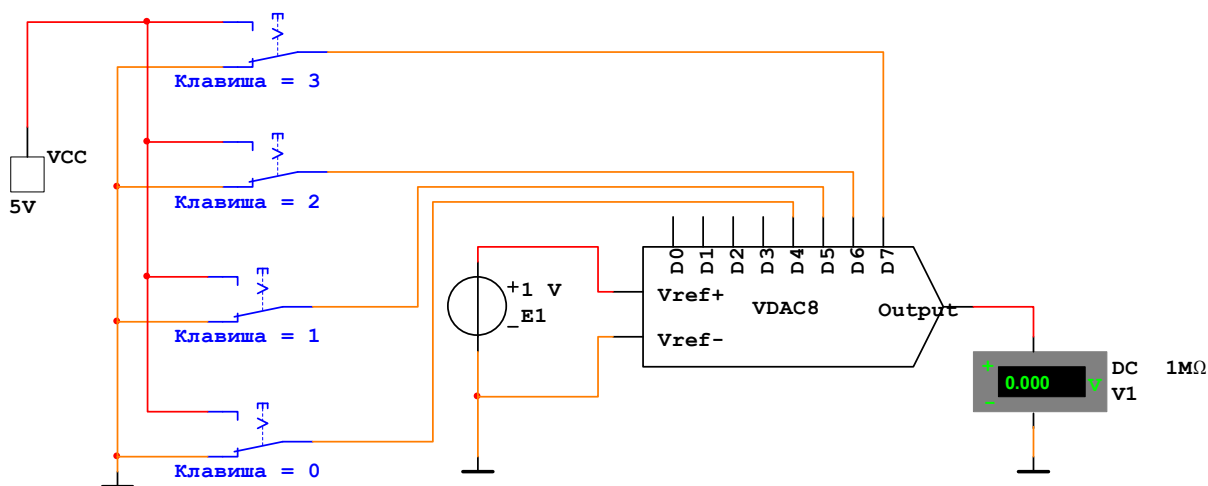 Клавиша = 3
VCC
5V
Клавиша = 2
D0 D1 D2 D3 D4 D5 D6 D7
+1 V
E1
Vref+
VDAC8
Output
Vref-
Клавиша = 1
0.000 V
DC 1MΩ
V1
Клавиша = 0